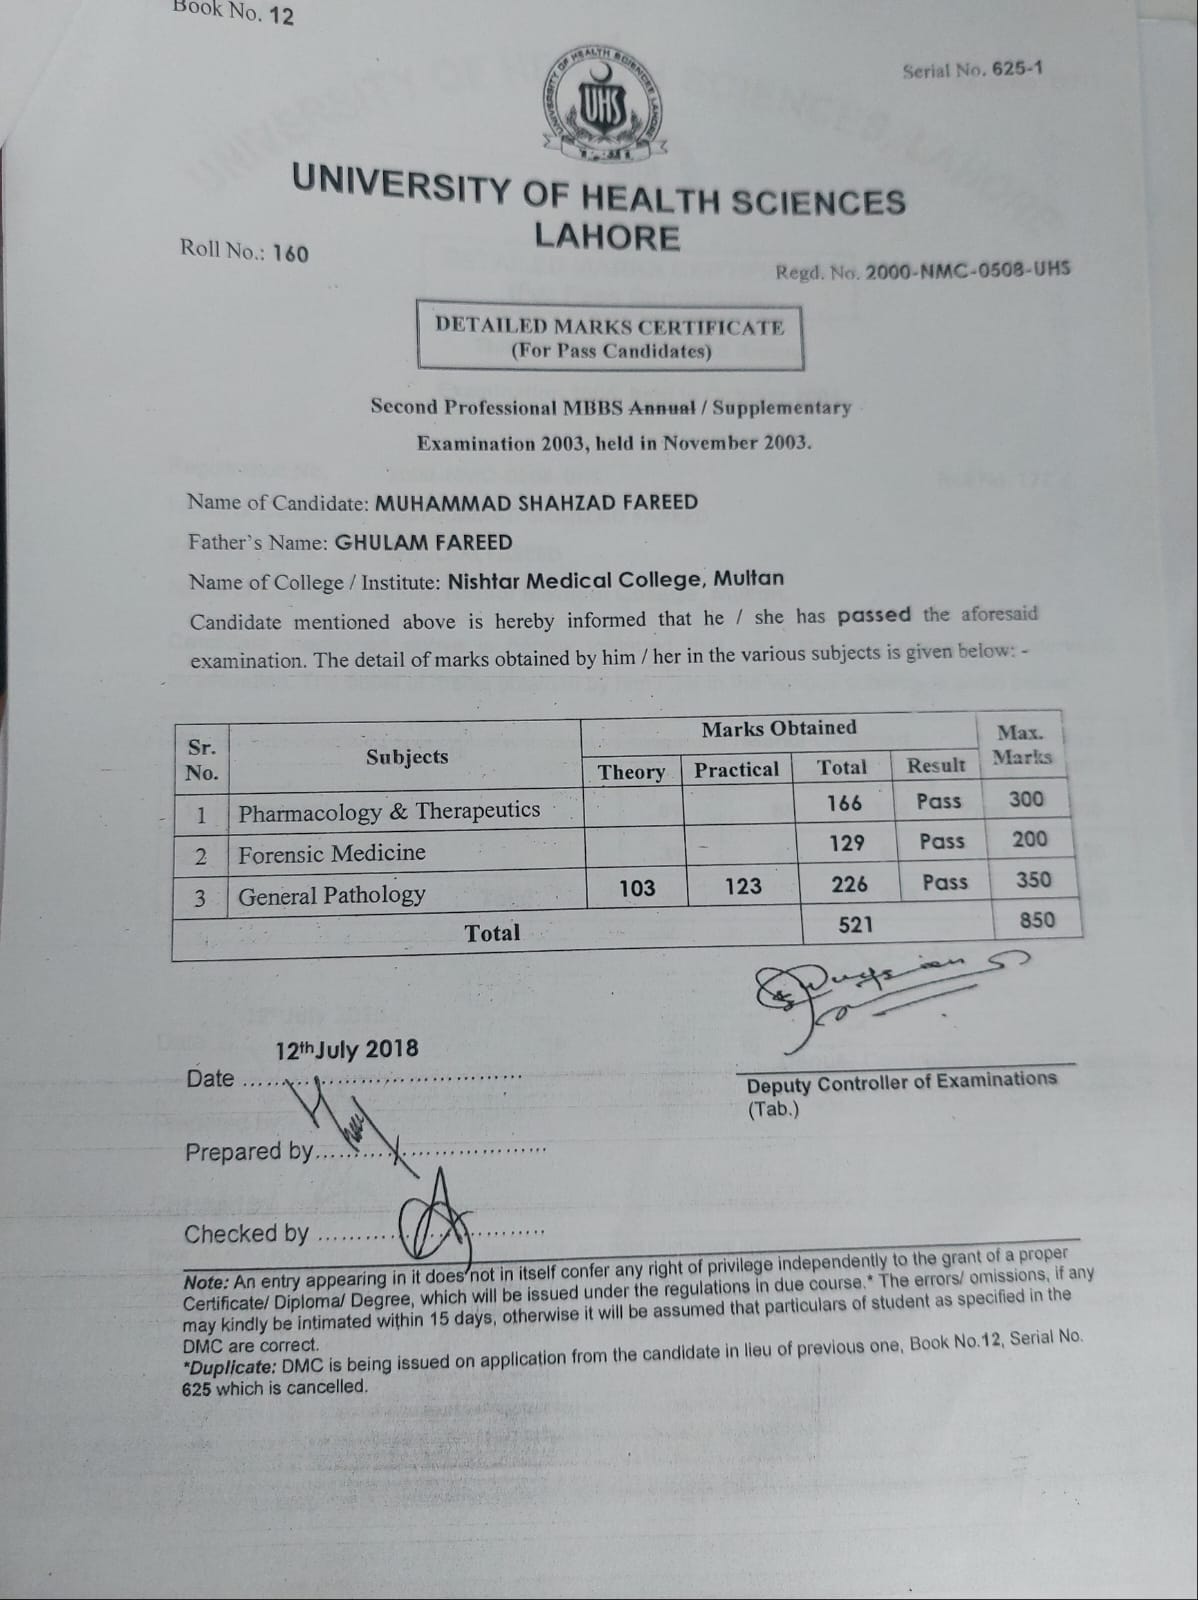 Book No. 12
Serial No. 625-1
UNIVERSITY OF HEALTH SCIENCES LAHORE
UHS
UNIVERSITY OF HEALTH SCIENCES
LAHORE
Roll No.: 160
Regd. No. 2000-NMC-0508-UHS
DETAILED MARKS CERTIFICATE
(For Pass Candidates)
Second Professional MBBS Annual / Supplementary
Examination 2003, held in November 2003.
Name of Candidate: MUHAMMAD SHAHZAD FAREED
Father's Name: GHULAM FAREED
Name of College / Institute: Nishtar Medical College, Multan
Candidate mentioned above is hereby informed that he / she has passed the aforesaid
examination. The detail of marks obtained by him / her in the various subjects is given below: -
Sr. No. Subjects Marks Obtained Max. Marks
Theory Practical Total Result
1 Pharmacology & Therapeutics 166 Pass 300
2 Forensic Medicine – 129 Pass 200
3 General Pathology 103 123 226 Pass 350
Total 521 850
12th July 2018
Date ..........................................
Deputy Controller of Examinations
(Tab.)
Prepared by...................................
Checked by ..................................
Note: An entry appearing in it does not in itself confer any right of privilege independently to the grant of a proper
Certificate/ Diploma/ Degree, which will be issued under the regulations in due course.* The errors/ omissions, if any
may kindly be intimated within 15 days, otherwise it will be assumed that particulars of student as specified in the
DMC are correct.
*Duplicate: DMC is being issued on application from the candidate in lieu of previous one, Book No.12, Serial No.
625 which is cancelled.